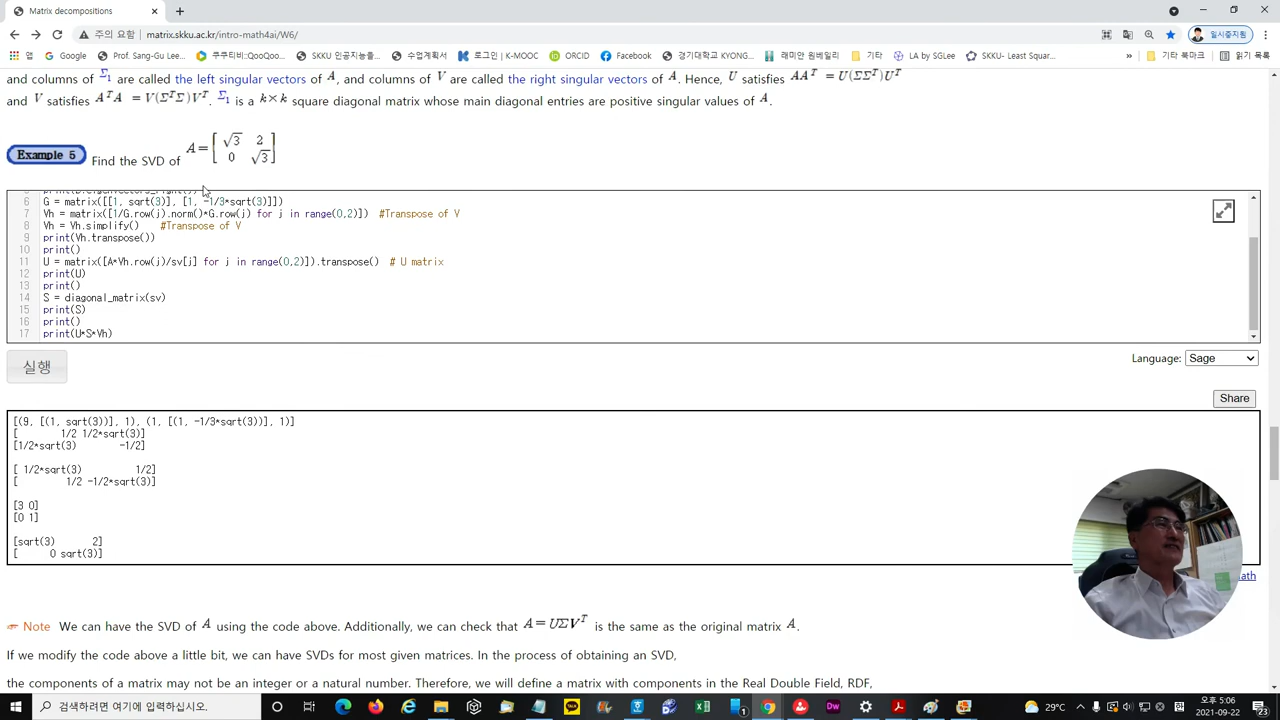 Matrix decompositions
주의 요함
matrix.skku.ac.kr/intro-math4ai/W6/
일시중지됨
앱 Google Prof. Sang-Gu Lee... 쿠쿠티비::QooQoo... SKKU 인공지능놀... 수업계획서 로그인 | K-MOOC ORCID Facebook 경기대학교 KYONG... 래미안 원베일리 기타 LA by SGLee SKKU- Least Squar... » 기타 북마크 읽기 목록
and columns of Σ₁ are called the left singular vectors of A, and columns of V are called the right singular vectors of A. Hence, U satisfies AAᵀ = U(ΣΣᵀ)Uᵀ
and V satisfies AᵀA = V(ΣᵀΣ)Vᵀ. Σ₁ is a k×k square diagonal matrix whose main diagonal entries are positive singular values of A.
Example 5 Find the SVD of A = [ √3 2
0 √3 ]
6 G = matrix([[1, sqrt(3)], [1, -1/3*sqrt(3)]])
7 Vh = matrix([1/G.row(j).norm()*G.row(j) for j in range(0,2)]) #Transpose of V
8 Vh = Vh.simplify() #Transpose of V
9 print(Vh.transpose())
10 print()
11 U = matrix([A*Vh.row(j)/sv[j] for j in range(0,2)]).transpose() # U matrix
12 print(U)
13 print()
14 S = diagonal_matrix(sv)
15 print(S)
16 print()
17 print(U*S*Vh)
실행
Language: Sage
Share
[(9, [(1, sqrt(3))], 1), (1, [(1, -1/3*sqrt(3))], 1)]
[ 1/2 1/2*sqrt(3)]
[1/2*sqrt(3) -1/2]
[ 1/2*sqrt(3) 1/2]
[ 1/2 -1/2*sqrt(3)]
[3 0]
[0 1]
[sqrt(3) 2]
[ 0 sqrt(3)]
☞ Note We can have the SVD of A using the code above. Additionally, we can check that A = UΣVᵀ is the same as the original matrix A.
If we modify the code above a little bit, we can have SVDs for most given matrices. In the process of obtaining an SVD,
the components of a matrix may not be an integer or a natural number. Therefore, we will define a matrix with components in the Real Double Field, RDF,
검색하려면 여기에 입력하십시오.
29℃
오후 5:06
2021-09-22
23